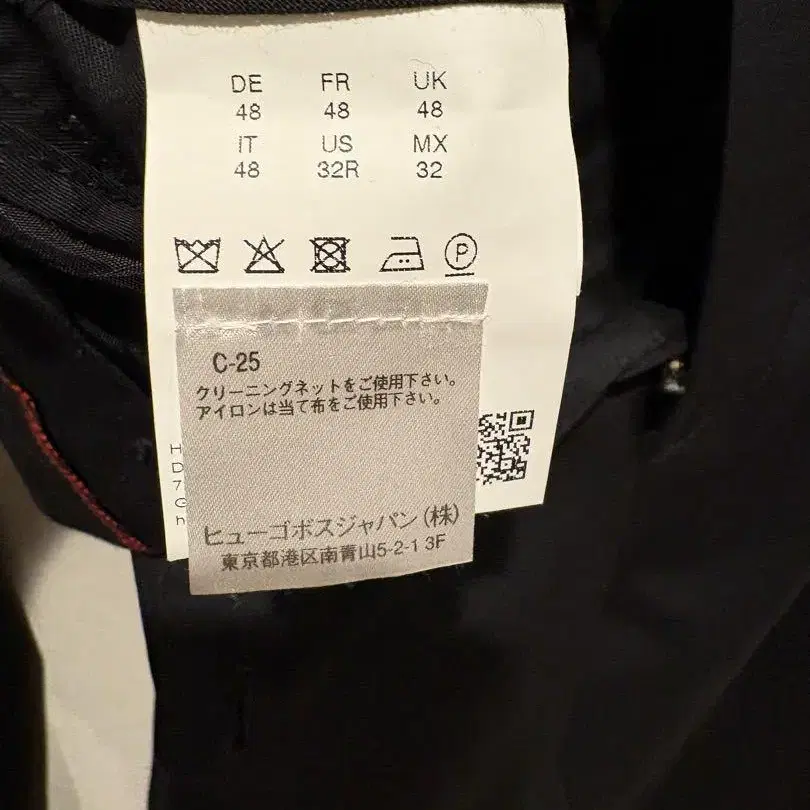 DE FR UK
48 48 48
IT US MX
48 32R 32
P
C-25
クリーニングネットをご使用下さい。
アイロンは当て布をご使用下さい。
H
D
7
G
h
ヒューゴボスジャパン(株)
東京都港区南青山5-2-1 3F